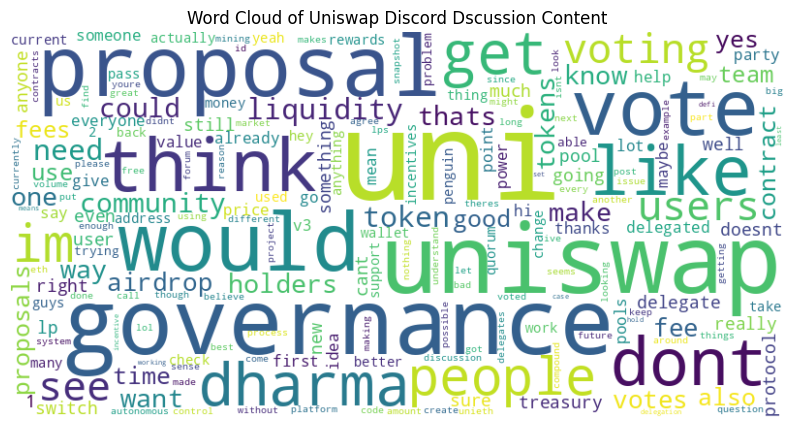 Word Cloud of Uniswap Discord Dscussion Content
current someone actually mining makes id yeah rewards
snapshot problem anyone contracts
proposal get voting yes party
pass youre great find us money
could liquidity thats thing much
know help team since look isnt may big
fees everyone 2 back didnt market
hey agree lps might long defi next part
vote need value still already
something anything mean incentives point power
tokens pool going able lot maybe example well
currently please volume put free forum reason
think uni like contract least
use give say even community address
price used go penguin set every post issue another
one users token good hi make
im would way user trying using different enough
v3 project theres wallet cant support
quorum change thanks delegated doesnt
means eth airdrop holders
nothing understand let bad live seems looking getting
uniswap
proposals right guys done call though believe
lp many system incentive lol
governance new idea making possible voted case
work delegate fee take
got discussion delegates process future keep hold
pools really around things protocol
see time check best come first better
dont
1 switch want made sense working
dharma people sure treasury votes also
autonomous control without platform code amount create compound unieth delegation question